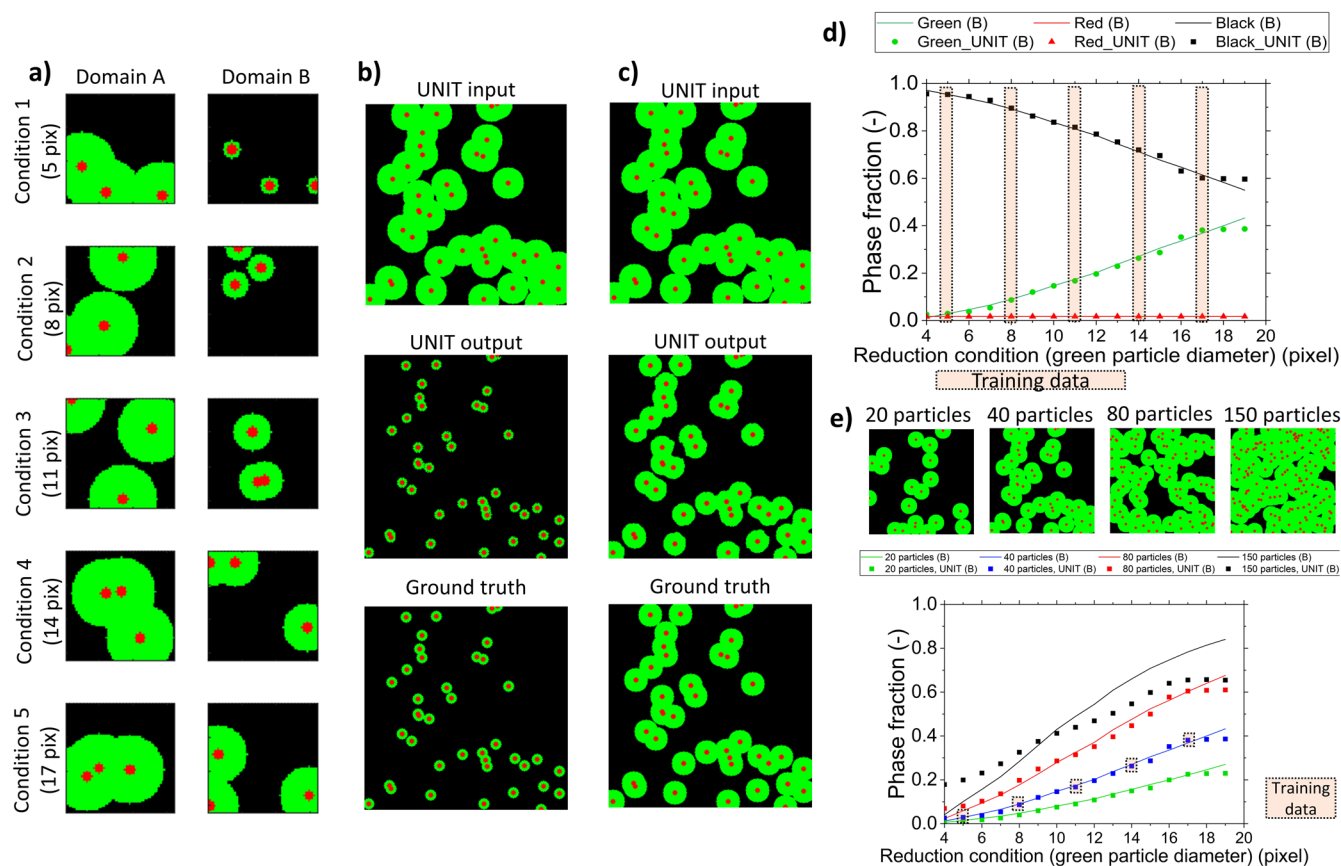 a)
Domain A
Domain B
Condition 1
(5 pix)
Condition 2
(8 pix)
Condition 3
(11 pix)
Condition 4
(14 pix)
Condition 5
(17 pix)
b)
UNIT input
UNIT output
Ground truth
c)
UNIT input
UNIT output
Ground truth
d)
Green (B)
Red (B)
Black (B)
Green_UNIT (B)
Red_UNIT (B)
Black_UNIT (B)
Phase fraction (-)
1.0
0.8
0.6
0.4
0.2
0.0
4 6 8 10 12 14 16 18 20
Reduction condition (green particle diameter) (pixel)
Training data
e)
20 particles
40 particles
80 particles
150 particles
20 particles (B)
40 particles (B)
80 particles (B)
150 particles (B)
20 particles, UNIT (B)
40 particles, UNIT (B)
80 particles, UNIT (B)
150 particles, UNIT (B)
Phase fraction (-)
1.0
0.8
0.6
0.4
0.2
0.0
4 6 8 10 12 14 16 18 20
Reduction condition (green particle diameter) (pixel)
Training
data